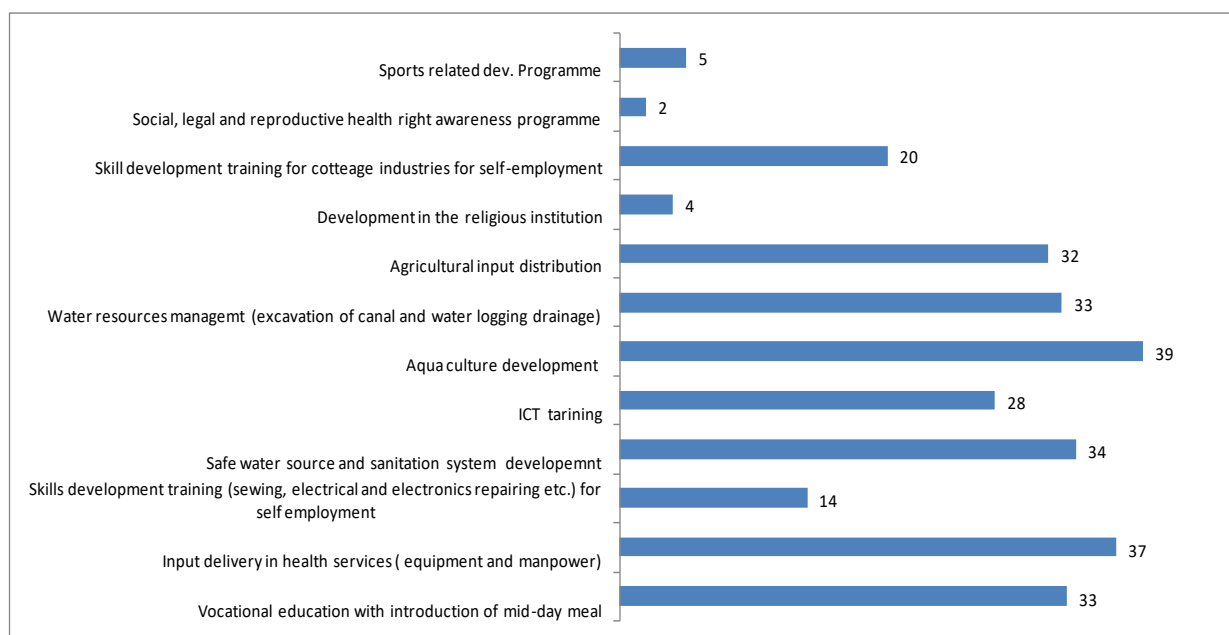 Sports related dev. Programme
5
Social, legal and reproductive health right awareness programme
2
Skill development training for cotteage industries for self-employment
20
Development in the religious institution
4
Agricultural input distribution
32
Water resources managemt (excavation of canal and water logging drainage)
33
Aqua culture development
39
ICT tarining
28
Safe water source and sanitation system developemnt
34
Skills development training (sewing, electrical and electronics repairing etc.) for
self employment
14
Input delivery in health services ( equipment and manpower)
37
Vocational education with introduction of mid-day meal
33